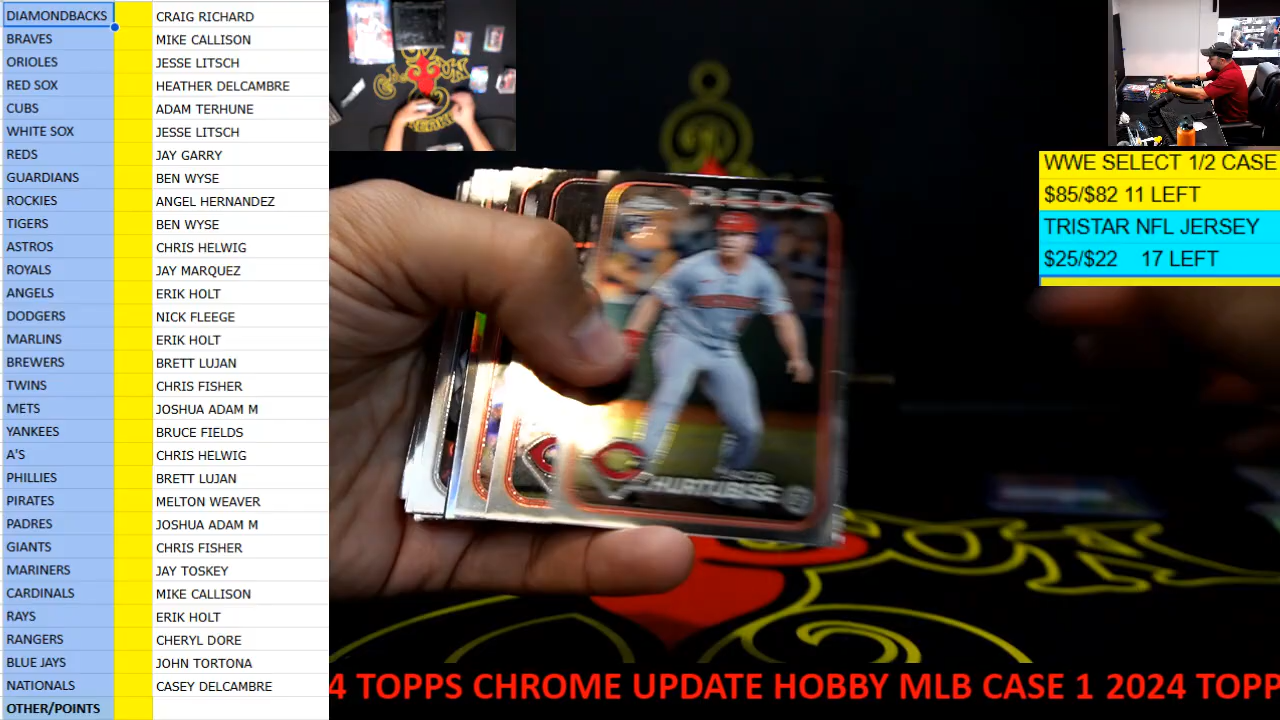 DIAMONDBACKS CRAIG RICHARD
BRAVES MIKE CALLISON
ORIOLES JESSE LITSCH
RED SOX HEATHER DELCAMBRE
CUBS ADAM TERHUNE
WHITE SOX JESSE LITSCH
REDS JAY GARRY
GUARDIANS BEN WYSE
ROCKIES ANGEL HERNANDEZ
TIGERS BEN WYSE
ASTROS CHRIS HELWIG
ROYALS JAY MARQUEZ
ANGELS ERIK HOLT
DODGERS NICK FLEEGE
MARLINS ERIK HOLT
BREWERS BRETT LUJAN
TWINS CHRIS FISHER
METS JOSHUA ADAM M
YANKEES BRUCE FIELDS
A'S CHRIS HELWIG
PHILLIES BRETT LUJAN
PIRATES MELTON WEAVER
PADRES JOSHUA ADAM M
GIANTS CHRIS FISHER
MARINERS JAY TOSKEY
CARDINALS MIKE CALLISON
RAYS ERIK HOLT
RANGERS CHERYL DORE
BLUE JAYS JOHN TORTONA
NATIONALS CASEY DELCAMBRE
OTHER/POINTS
REDS
HURTUBISE
WWE SELECT 1/2 CASE
$85/$82 11 LEFT
TRISTAR NFL JERSEY
$25/$22 17 LEFT
4 TOPPS CHROME UPDATE HOBBY MLB CASE 1 2024 TOPP